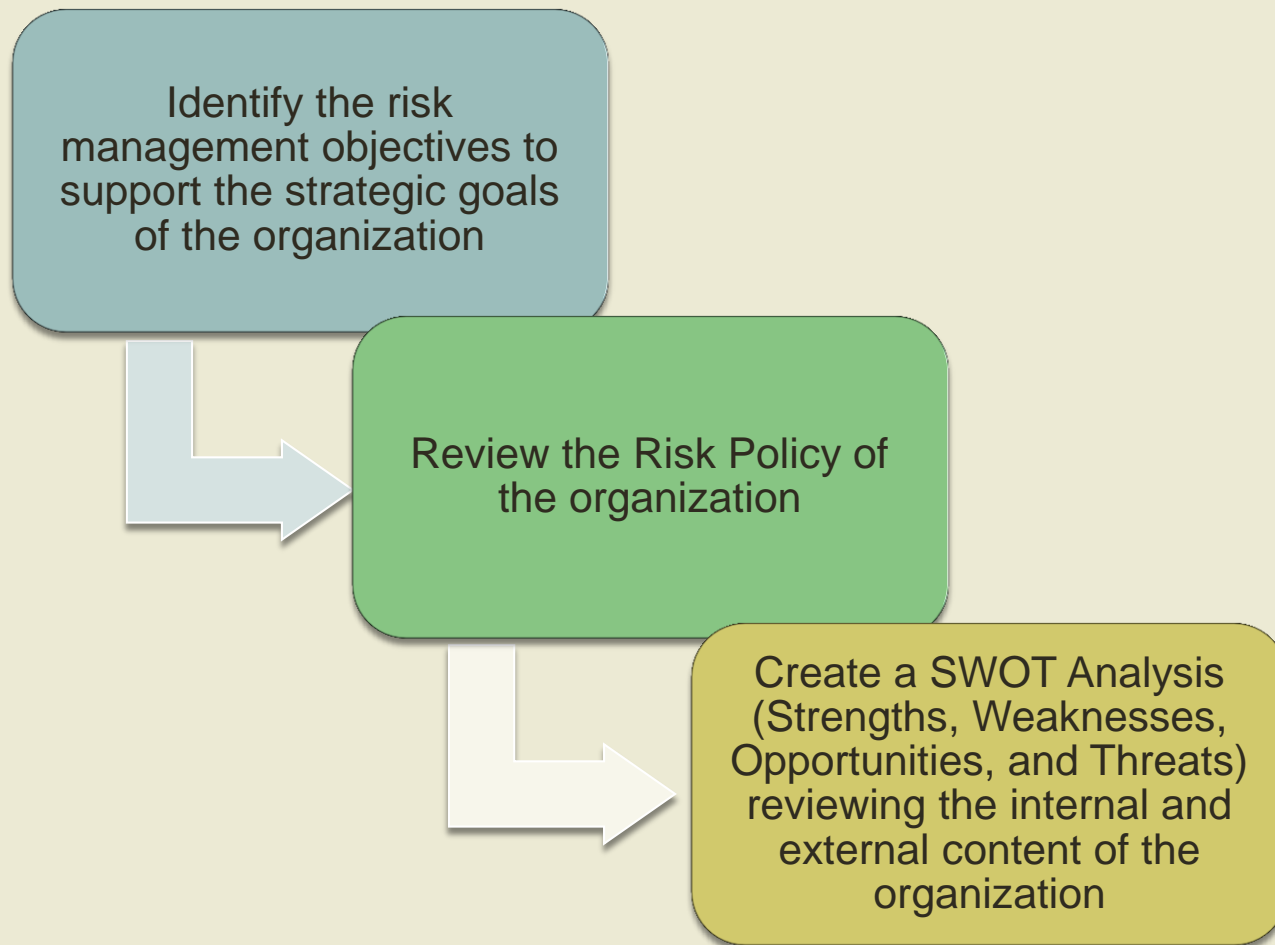 Identify the risk
management objectives to
support the strategic goals
of the organization
Review the Risk Policy of
the organization
Create a SWOT Analysis
(Strengths, Weaknesses,
Opportunities, and Threats)
reviewing the internal and
external content of the
organization